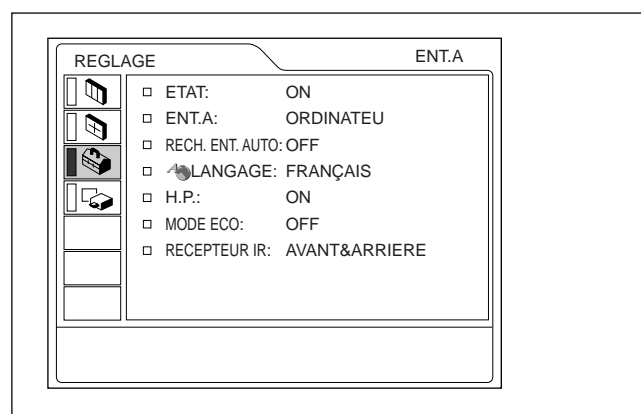 REGLAGE ENT.A
ETAT: ON
ENT.A: ORDINATEU
RECH. ENT. AUTO: OFF
LANGAGE: FRANÇAIS
H.P.: ON
MODE ECO: OFF
RECEPTEUR IR: AVANT&ARRIERE